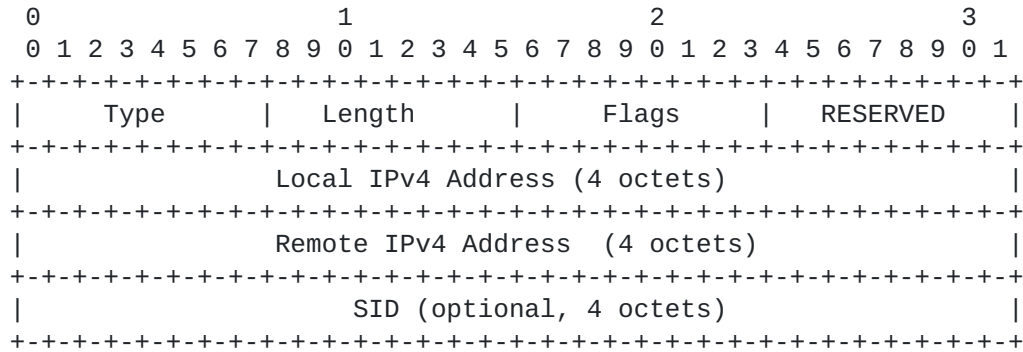 0                   1                   2                   3
 0 1 2 3 4 5 6 7 8 9 0 1 2 3 4 5 6 7 8 9 0 1 2 3 4 5 6 7 8 9 0 1
+-+-+-+-+-+-+-+-+-+-+-+-+-+-+-+-+-+-+-+-+-+-+-+-+-+-+-+-+-+-+-+-+
|     Type      |   Length      |     Flags     |   RESERVED    |
+-+-+-+-+-+-+-+-+-+-+-+-+-+-+-+-+-+-+-+-+-+-+-+-+-+-+-+-+-+-+-+-+
|                Local IPv4 Address (4 octets)                  |
+-+-+-+-+-+-+-+-+-+-+-+-+-+-+-+-+-+-+-+-+-+-+-+-+-+-+-+-+-+-+-+-+
|                Remote IPv4 Address  (4 octets)                |
+-+-+-+-+-+-+-+-+-+-+-+-+-+-+-+-+-+-+-+-+-+-+-+-+-+-+-+-+-+-+-+-+
|                     SID (optional, 4 octets)                  |
+-+-+-+-+-+-+-+-+-+-+-+-+-+-+-+-+-+-+-+-+-+-+-+-+-+-+-+-+-+-+-+-+